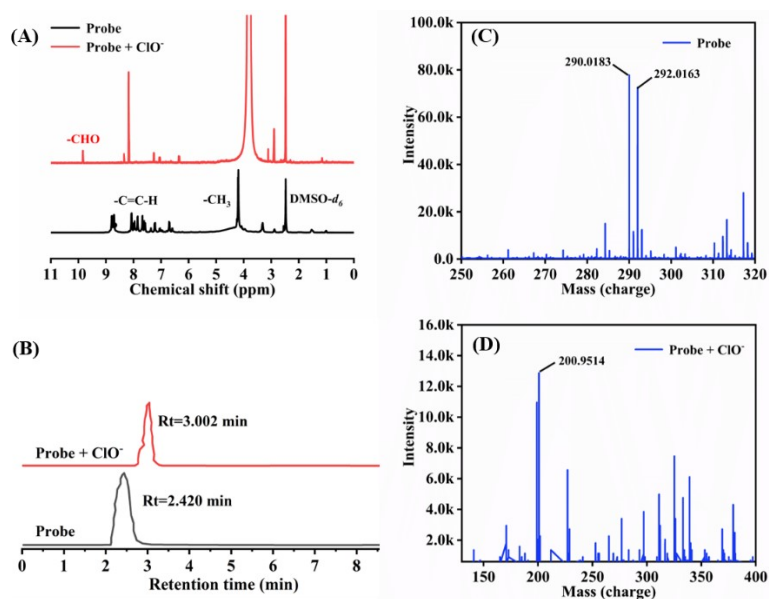 (A)
Probe
Probe + ClO⁻
-CHO
-C=C-H
-CH₃
DMSO-d₆
11 10 9 8 7 6 5 4 3 2 1 0
Chemical shift (ppm)
(B)
Rt=3.002 min
Probe + ClO⁻
Rt=2.420 min
Probe
0 1 2 3 4 5 6 7 8
Retention time (min)
(C)
100.0k
80.0k
60.0k
40.0k
20.0k
0.0
Intensity
Probe
290.0183
292.0163
250 260 270 280 290 300 310 320
Mass (charge)
(D)
16.0k
14.0k
12.0k
10.0k
8.0k
6.0k
4.0k
2.0k
Intensity
Probe + ClO⁻
200.9514
150 200 250 300 350 400
Mass (charge)